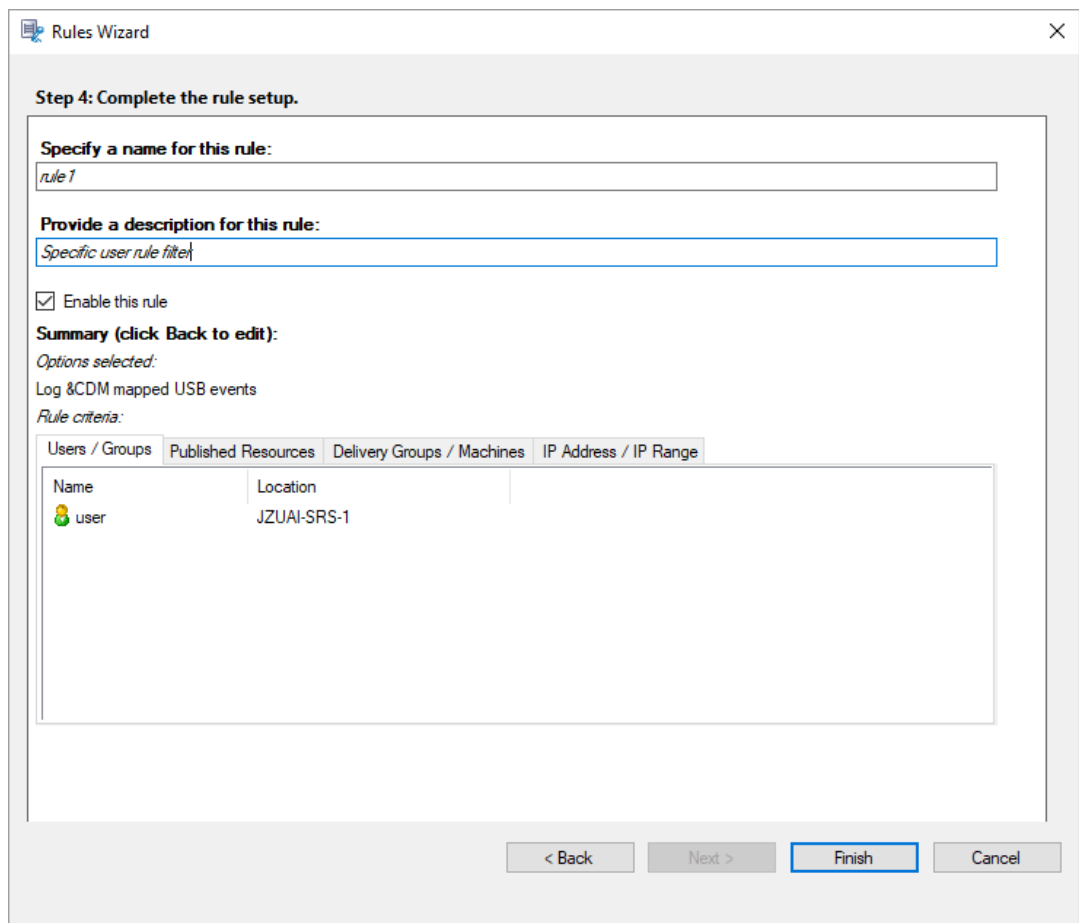 Rules Wizard
Step 4: Complete the rule setup.
Specify a name for this rule:
rule1
Provide a description for this rule:
Specific user rule filter
Enable this rule
Summary (click Back to edit):
Options selected:
Log &CDM mapped USB events
Rule criteria:
Users / Groups Published Resources Delivery Groups / Machines IP Address / IP Range
Name Location
user JZUAI-SRS-1
< Back Next > Finish Cancel